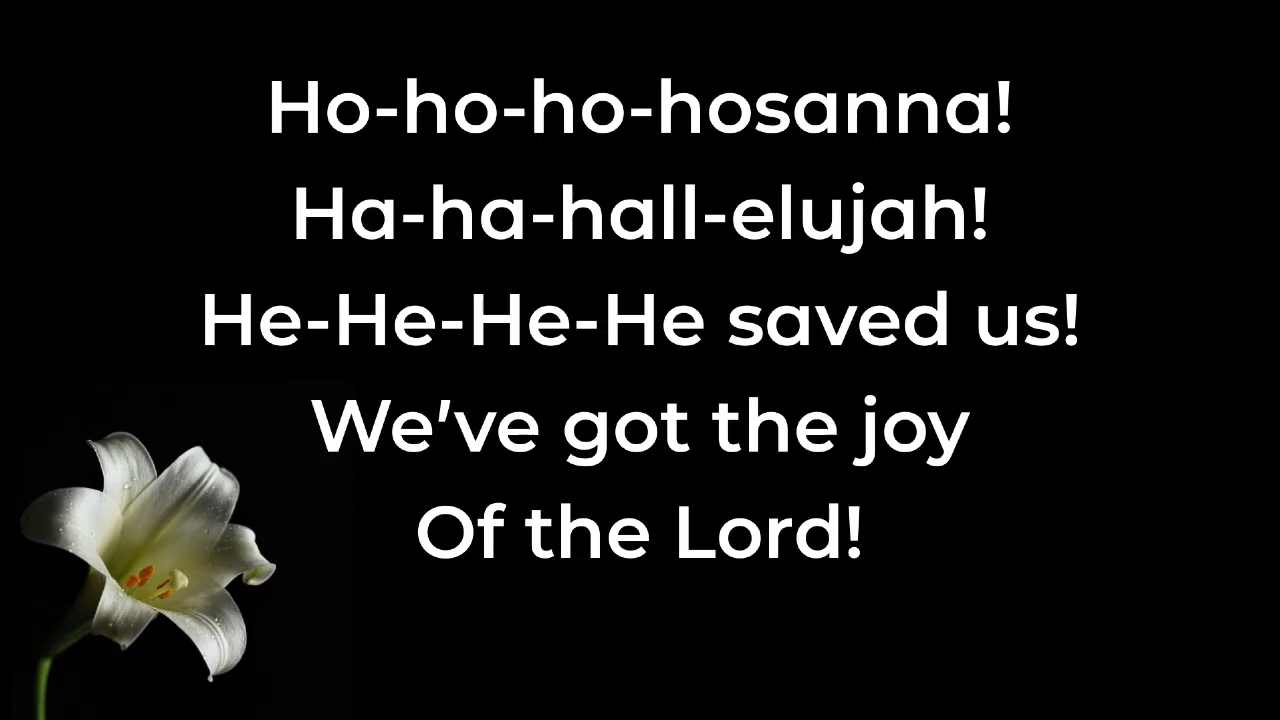 Ho-ho-ho-hosanna!
Ha-ha-hall-elujah!
He-He-He-He saved us!
We've got the joy
Of the Lord!